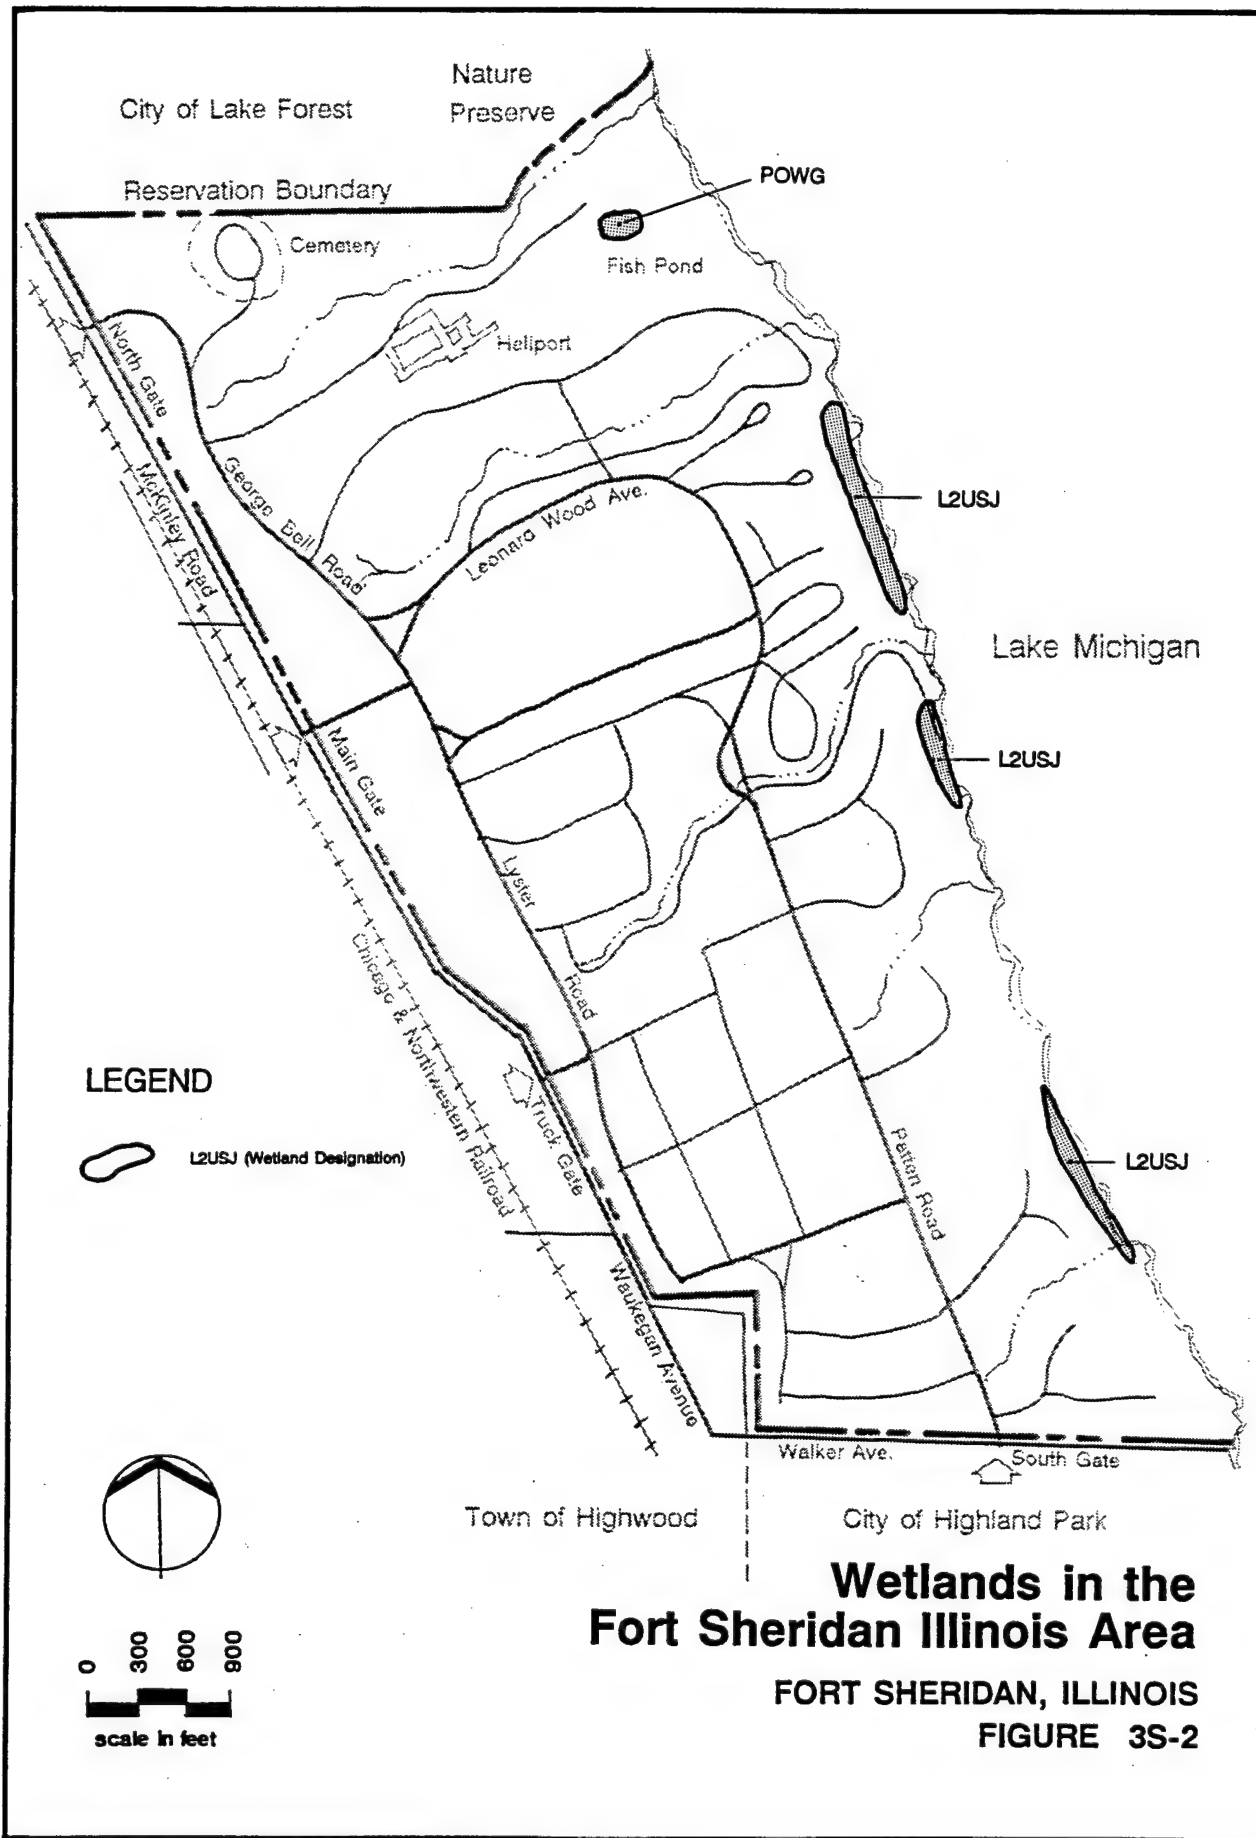 Nature
Preserve
City of Lake Forest
Reservation Boundary
POWG
Cemetery
Fish Pond
North Gate
Heliport
McKinley Road
George Bell Road
Leonard Wood Ave.
L2USJ
Lake Michigan
Main Gate
L2USJ
Lyster Road
Chicago & Northwestern Railroad
LEGEND
L2USJ (Wetland Designation)
Truck Gate
Patten Road
L2USJ
Waukegan Avenue
Walker Ave.
South Gate
Town of Highwood
City of Highland Park
Wetlands in the
Fort Sheridan Illinois Area
FORT SHERIDAN, ILLINOIS
FIGURE 3S-2
0 300 600 900
scale in feet